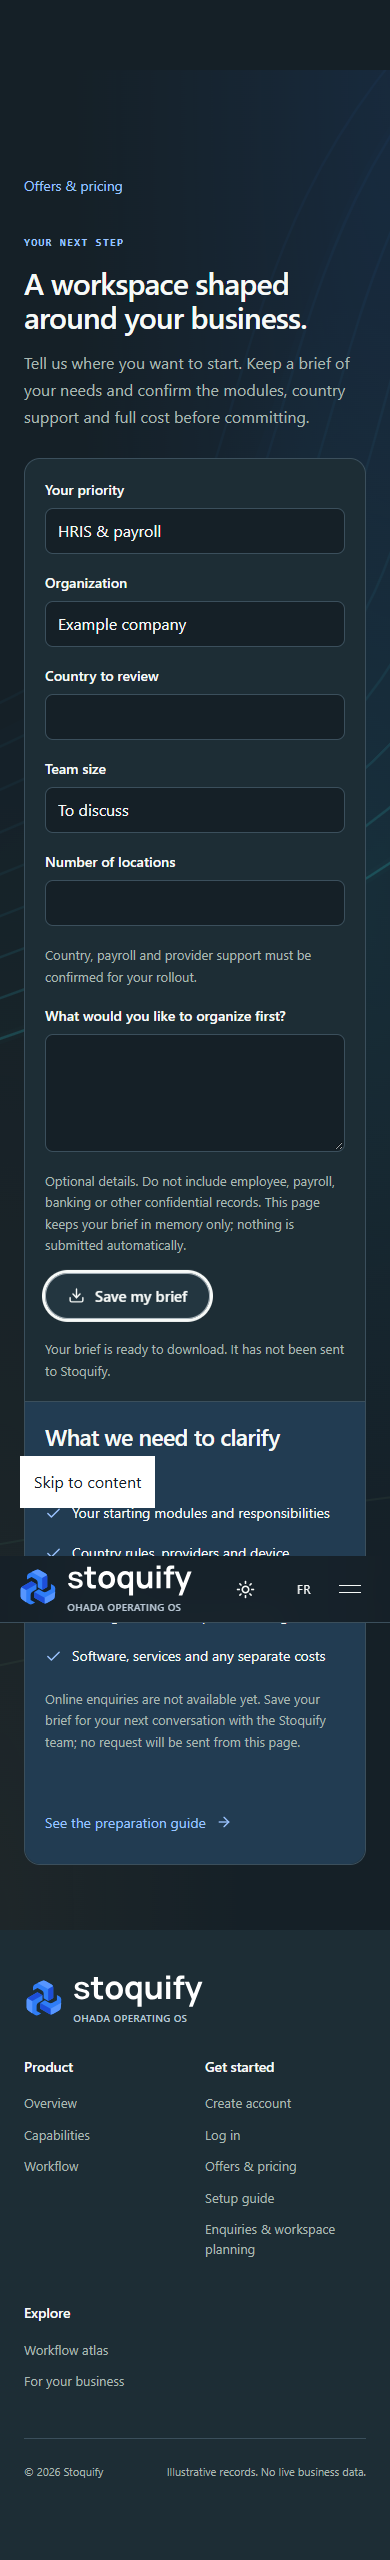 Offers & pricing
YOUR NEXT STEP
A workspace shaped
around your business.
Tell us where you want to start. Keep a brief of
your needs and confirm the modules, country
support and full cost before committing.
Your priority
HRIS & payroll
Organization
Example company
Country to review
Team size
To discuss
Number of locations
Country, payroll and provider support must be
confirmed for your rollout.
What would you like to organize first?
Optional details. Do not include employee, payroll,
banking or other confidential records. This page
keeps your brief in memory only; nothing is
submitted automatically.
Save my brief
Your brief is ready to download. It has not been sent
to Stoquify.
What we need to clarify
Skip to content
Your starting modules and responsibilities
Country rules, providers and device
stoquify
OHADA OPERATING OS
FR
Software, services and any separate costs
Online enquiries are not available yet. Save your
brief for your next conversation with the Stoquify
team; no request will be sent from this page.
See the preparation guide
stoquify
OHADA OPERATING OS
Product
Overview
Capabilities
Workflow
Get started
Create account
Log in
Offers & pricing
Setup guide
Enquiries & workspace
planning
Explore
Workflow atlas
For your business
© 2026 Stoquify
Illustrative records. No live business data.